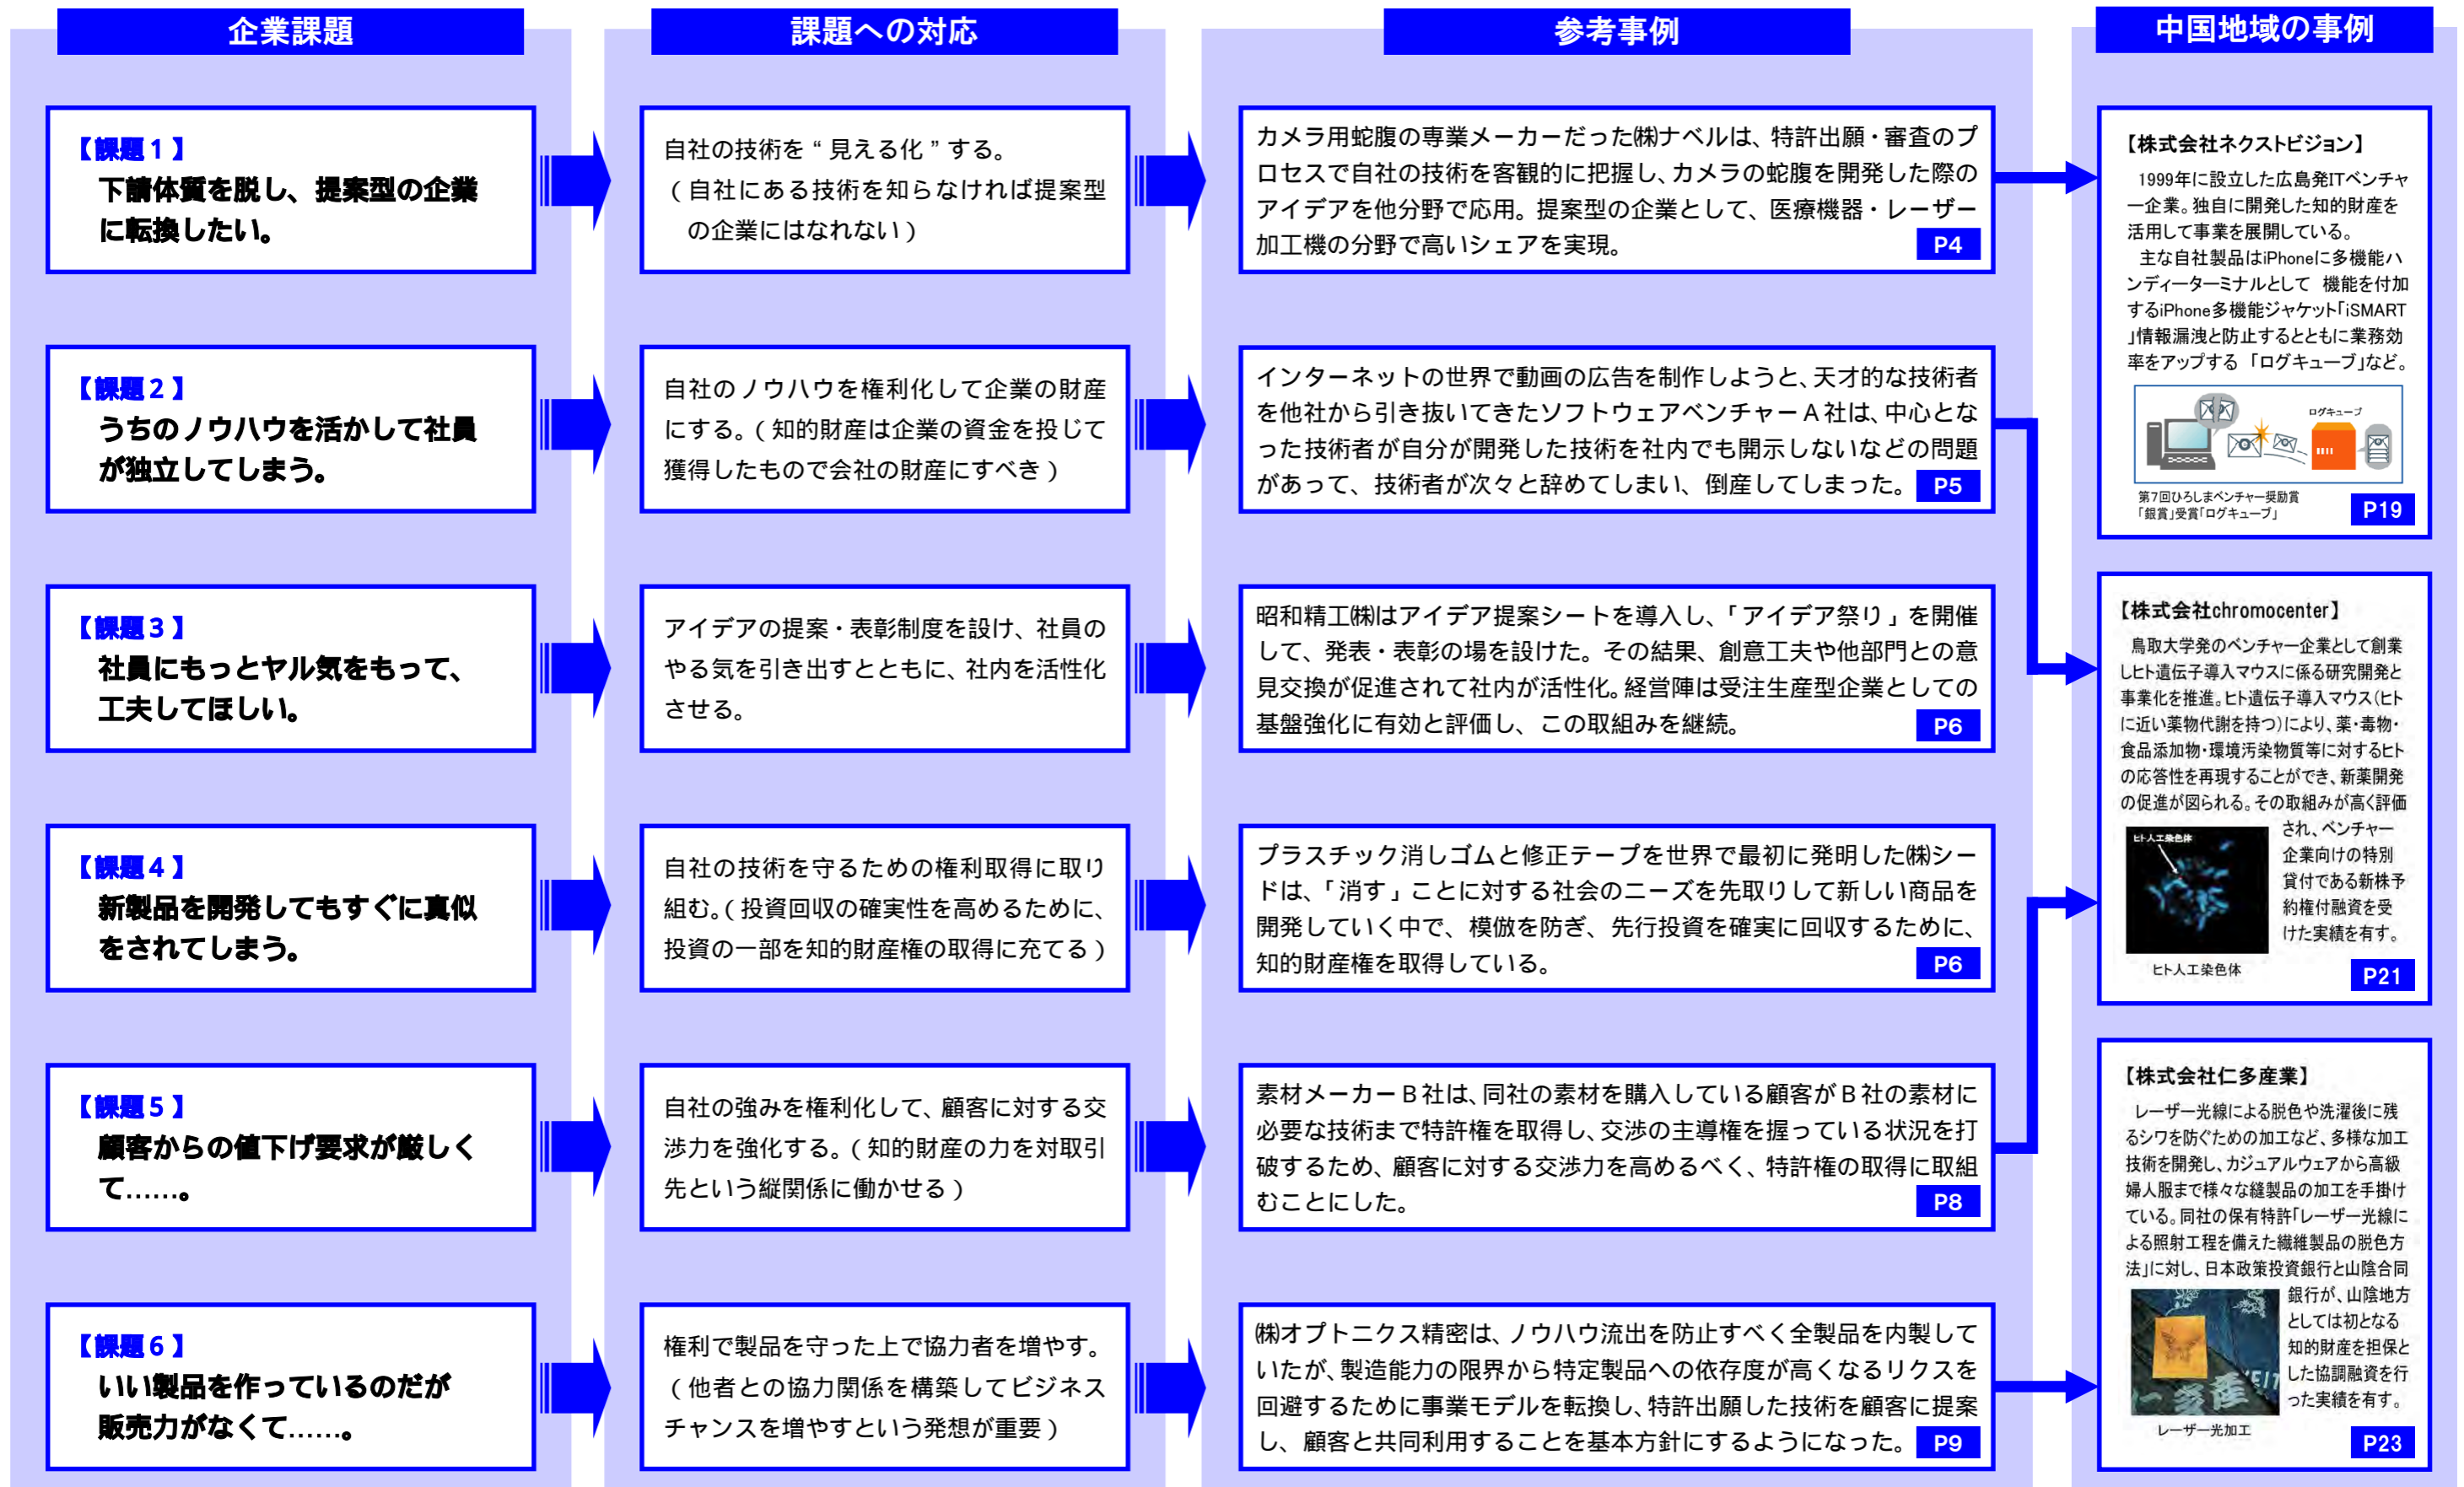 企業課題
課題への対応
参考事例
中国地域の事例
【課題１】
下請体質を脱し、提案型の企業
に転換したい。
自社の技術を“見える化”する。
（自社にある技術を知らなければ提案型
の企業にはなれない）
カメラ用蛇腹の専業メーカーだった㈱ナベルは、特許出願・審査のプ
ロセスで自社の技術を客観的に把握し、カメラの蛇腹を開発した際の
アイデアを他分野で応用。提案型の企業として、医療機器・レーザー
加工機の分野で高いシェアを実現。
P4
【課題２】
うちのノウハウを活かして社員
が独立してしまう。
自社のノウハウを権利化して企業の財産
にする。（知的財産は企業の資金を投じて
獲得したもので会社の財産にすべき）
インターネットの世界で動画の広告を制作しようと、天才的な技術者
を他社から引き抜いてきたソフトウェアベンチャーＡ社は、中心とな
った技術者が自分が開発した技術を社内でも開示しないなどの問題
があって、技術者が次々と辞めてしまい、倒産してしまった。
P5
【課題３】
社員にもっとヤル気をもって、
工夫してほしい。
アイデアの提案・表彰制度を設け、社員の
やる気を引き出すとともに、社内を活性化
させる。
昭和精工㈱はアイデア提案シートを導入し、「アイデア祭り」を開催
して、発表・表彰の場を設けた。その結果、創意工夫や他部門との意
見交換が促進されて社内が活性化。経営陣は受注生産型企業としての
基盤強化に有効と評価し、この取組みを継続。
P6
【課題４】
新製品を開発してもすぐに真似
をされてしまう。
自社の技術を守るための権利取得に取り
組む。（投資回収の確実性を高めるために、
投資の一部を知的財産権の取得に充てる）
プラスチック消しゴムと修正テープを世界で最初に発明した㈱シー
ドは、「消す」ことに対する社会のニーズを先取りして新しい商品を
開発していく中で、模倣を防ぎ、先行投資を確実に回収するために、
知的財産権を取得している。
P6
【課題５】
顧客からの値下げ要求が厳しく
て……。
自社の強みを権利化して、顧客に対する交
渉力を強化する。（知的財産の力を対取引
先という縦関係に働かせる）
素材メーカーＢ社は、同社の素材を購入している顧客がＢ社の素材に
必要な技術まで特許権を取得し、交渉の主導権を握っている状況を打
破するため、顧客に対する交渉力を高めるべく、特許権の取得に取組
むことにした。
P8
【課題６】
いい製品を作っているのだが
販売力がなくて……。
権利で製品を守った上で協力者を増やす。
（他者との協力関係を構築してビジネス
チャンスを増やすという発想が重要）
㈱オプトニクス精密は、ノウハウ流出を防止すべく全製品を内製して
いたが、製造能力の限界から特定製品への依存度が高くなるリスクを
回避するために事業モデルを転換し、特許出願した技術を顧客に提案
し、顧客と共同利用することを基本方針にするようになった。
P9
【株式会社ネクストビジョン】
1999年に設立した広島発ITベンチャ
ー企業。独自に開発した知的財産を
活用して事業を展開している。
主な自社製品はiPhoneに多機能ハ
ンディーターミナルとして 機能を付加
するiPhone多機能ジャケット「iSMART
」情報漏洩と防止するとともに業務効
率をアップする 「ログキューブ」など。
ログキューブ
第7回ひろしまベンチャー奨励賞
「銀賞」受賞「ログキューブ」
P19
【株式会社chromocenter】
鳥取大学発のベンチャー企業として創業
しヒト遺伝子導入マウスに係る研究開発と
事業化を推進。ヒト遺伝子導入マウス（ヒト
に近い薬物代謝を持つ）により、薬・毒物・
食品添加物・環境汚染物質等に対するヒト
の応答性を再現することができ、新薬開発
の促進が図られる。その取組みが高く評価
され、ベンチャー
企業向けの特別
貸付である新株予
約権付融資を受
けた実績を有す。
ヒト人工染色体
ヒト人工染色体
P21
【株式会社仁多産業】
レーザー光線による脱色や洗濯後に残
るシワを防ぐための加工など、多様な加工
技術を開発し、カジュアルウェアから高級
婦人服まで様々な縫製品の加工を手掛け
ている。同社の保有特許「レーザー光線に
よる照射工程を備えた繊維製品の脱色方
法」に対し、日本政策投資銀行と山陰合同
銀行が、山陰地方
としては初となる
知的財産を担保と
した協調融資を行
った実績を有す。
レーザー光加工
P23